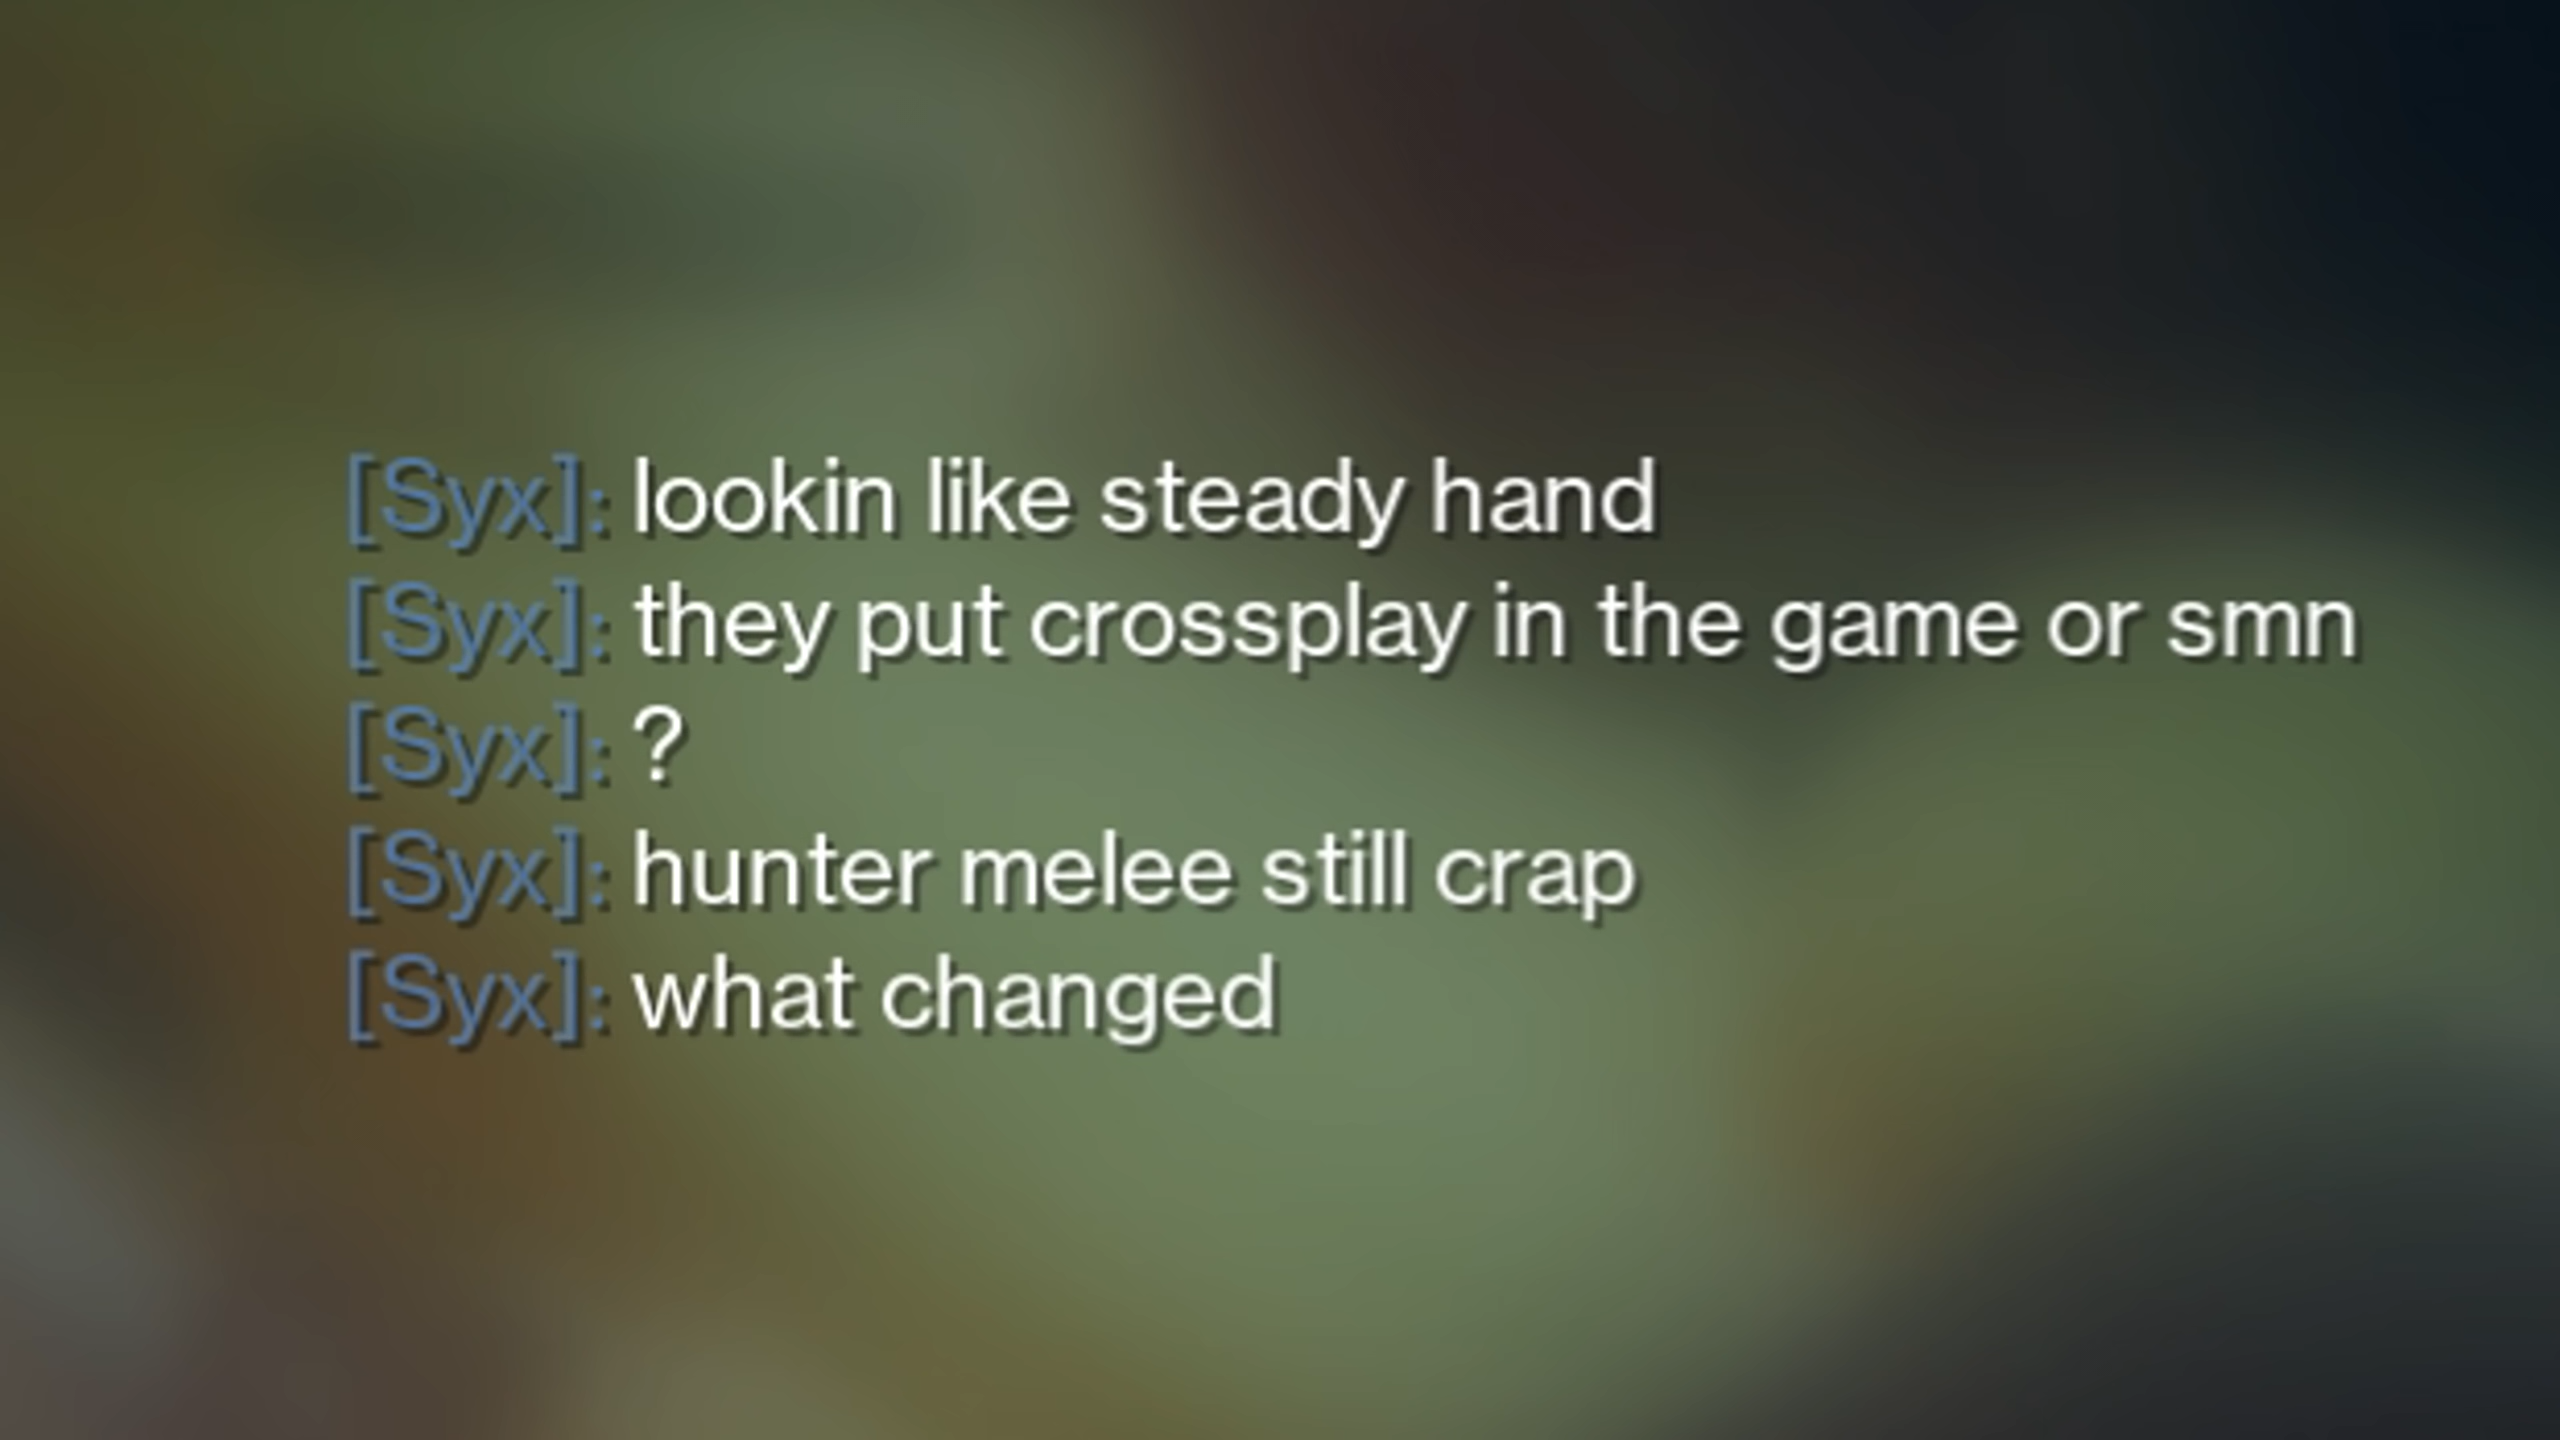 [Syx]: lookin like steady hand
[Syx]: they put crossplay in the game or smn
[Syx]: ?
[Syx]: hunter melee still crap
[Syx]: what changed